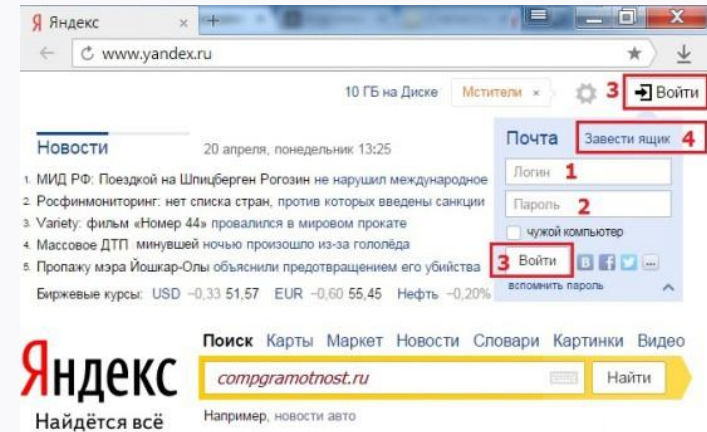 Яндекс
www.yandex.ru
10 ГБ на Диске Мстители × 3 Войти
Новости 20 апреля, понедельник 13:25
1. МИД РФ: Поездкой на Шпицберген Рогозин не нарушил международное
2. Росфинмониторинг: нет списка стран, против которых введены санкции
3. Variety: фильм «Номер 44» провалился в мировом прокате
4. Массовое ДТП минувшей ночью произошло из-за гололёда
5. Пропажу мэра Йошкар-Олы объяснили предотвращением его убийства
Биржевые курсы: USD −0,33 51,57 EUR −0,60 55,45 Нефть −0,20%
Почта Завести ящик 4
Логин 1
Пароль 2
чужой компьютер
3 Войти
вспомнить пароль
Поиск Карты Маркет Новости Словари Картинки Видео
Яндекс
compgramotnost.ru Найти
Найдётся всё
Например, новости авто